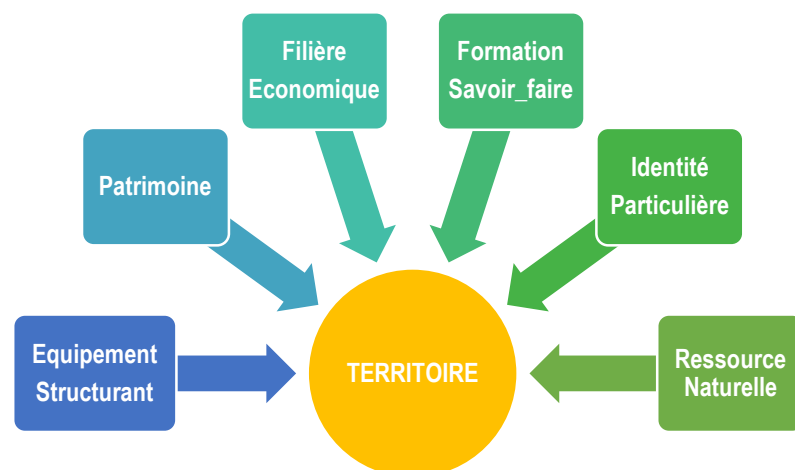 Filière
Economique
Formation
Savoir_faire
Patrimoine
Identité
Particulière
Equipement
Structurant
TERRITOIRE
Ressource
Naturelle